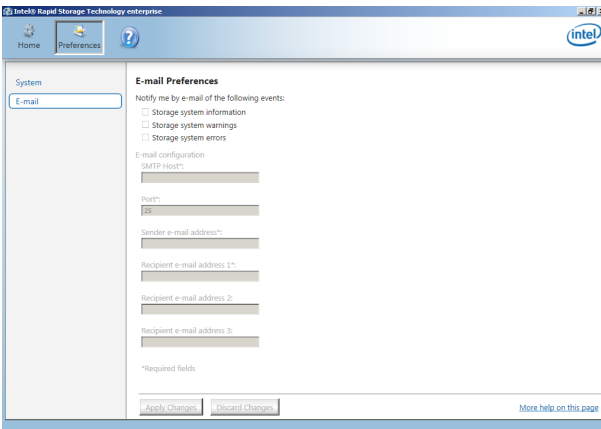 Intel® Rapid Storage Technology enterprise
Home
Preferences
?
intel
System
E-mail
E-mail Preferences
Notify me by e-mail of the following events:
Storage system information
Storage system warnings
Storage system errors
E-mail configuration
SMTP Host*:
Port*:
25
Sender e-mail address*:
Recipient e-mail address 1*:
Recipient e-mail address 2:
Recipient e-mail address 3:
*Required fields
Apply Changes
Discard Changes
More help on this page